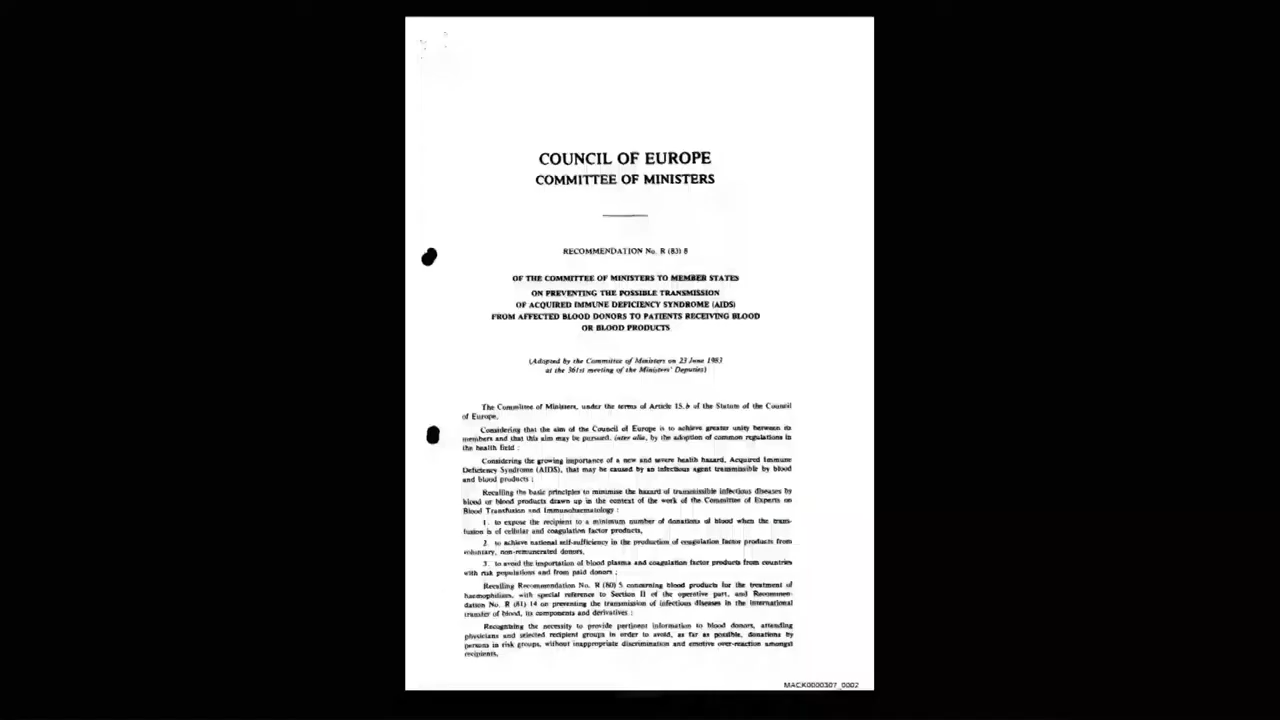 COUNCIL OF EUROPE
COMMITTEE OF MINISTERS
RECOMMENDATION No. R (83) 8
OF THE COMMITTEE OF MINISTERS TO MEMBER STATES
ON PREVENTING THE POSSIBLE TRANSMISSION
OF ACQUIRED IMMUNE DEFICIENCY SYNDROME (AIDS)
FROM AFFECTED BLOOD DONORS TO PATIENTS RECEIVING BLOOD
OR BLOOD PRODUCTS
(Adopted by the Committee of Ministers on 23 June 1983
at the 361st meeting of the Ministers' Deputies)
The Committee of Ministers, under the terms of Article 15.b of the Statute of the Council
of Europe,
Considering that the aim of the Council of Europe is to achieve greater unity between its
members and that this aim may be pursued, inter alia, by the adoption of common regulations in
the health field ;
Considering the growing importance of a new and severe health hazard, Acquired Immune
Deficiency Syndrome (AIDS), that may be caused by an infectious agent transmissible by blood
and blood products ;
Recalling the basic principles to minimise the hazard of transmissible infectious diseases by
blood or blood products drawn up in the context of the work of the Committee of Experts on
Blood Transfusion and Immunohaematology :
1. to expose the recipient to a minimum number of donations of blood when the trans-
fusion is of cellular and coagulation factor products,
2. to achieve national self-sufficiency in the production of coagulation factor products from
voluntary, non-remunerated donors,
3. to avoid the importation of blood plasma and coagulation factor products from countries
with risk populations and from paid donors ;
Recalling Recommendation No. R (80) 5 concerning blood products for the treatment of
haemophiliacs, with special reference to Section II of the operative part, and Recommen-
dation No. R (81) 14 on preventing the transmission of infectious diseases in the international
transfer of blood, its components and derivatives ;
Recognising the necessity to provide pertinent information to blood donors, attending
physicians and selected recipient groups in order to avoid, as far as possible, donations by
persons in risk groups, without inappropriate discrimination and emotive over-reaction amongst
recipients,
MACK0000307_0002